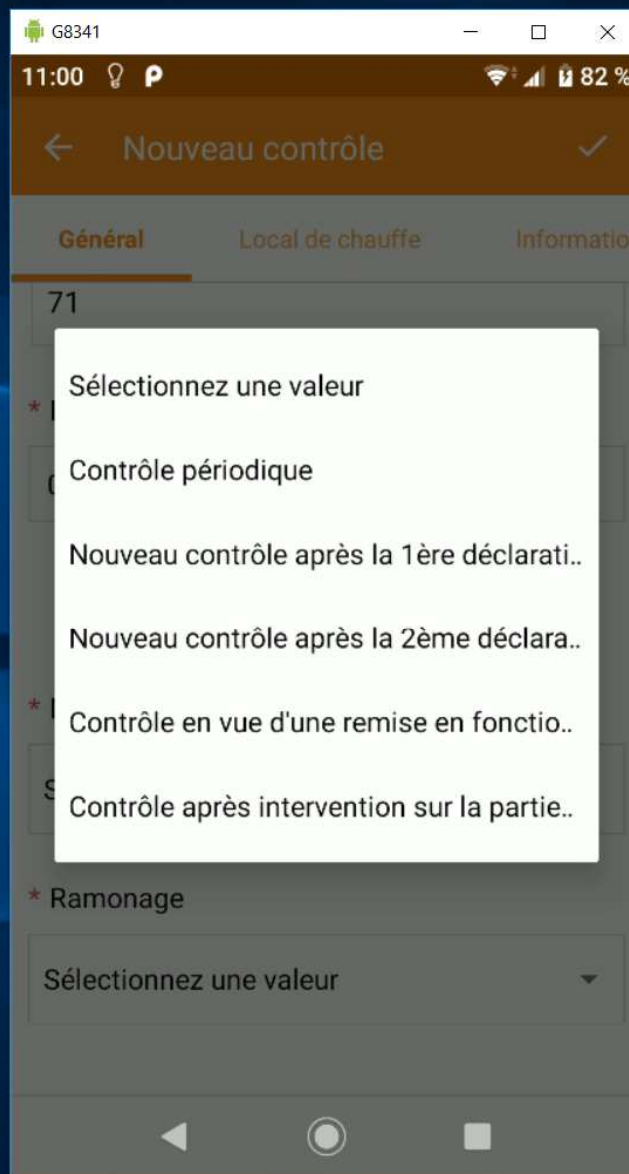 G8341
11:00 82 %
Nouveau contrôle
Général Local de chauffe Informatio
71
Sélectionnez une valeur
*
Contrôle périodique
Nouveau contrôle après la 1ère déclarati..
Nouveau contrôle après la 2ème déclara..
*
Contrôle en vue d'une remise en fonctio..
Contrôle après intervention sur la partie..
* Ramonage
Sélectionnez une valeur